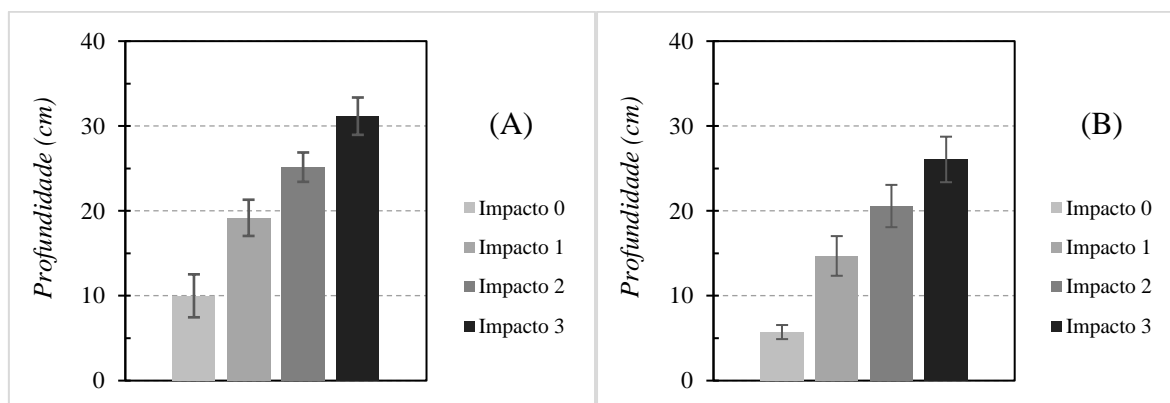 Profundidade (cm)
40
30
20
10
0
(A)
Impacto 0
Impacto 1
Impacto 2
Impacto 3
Profundidade (cm)
40
30
20
10
0
(B)
Impacto 0
Impacto 1
Impacto 2
Impacto 3